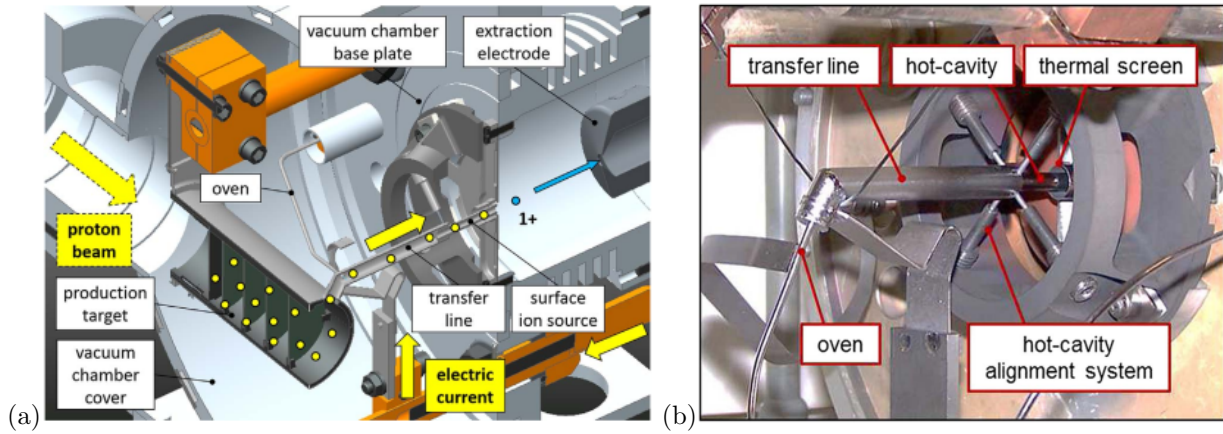 vacuum chamber
base plate
extraction
electrode
oven
1+
proton
beam
production
target
vacuum
chamber
cover
transfer
line
surface
ion source
electric
current
(a)
transfer line
hot-cavity
thermal screen
oven
hot-cavity
alignment system
(b)